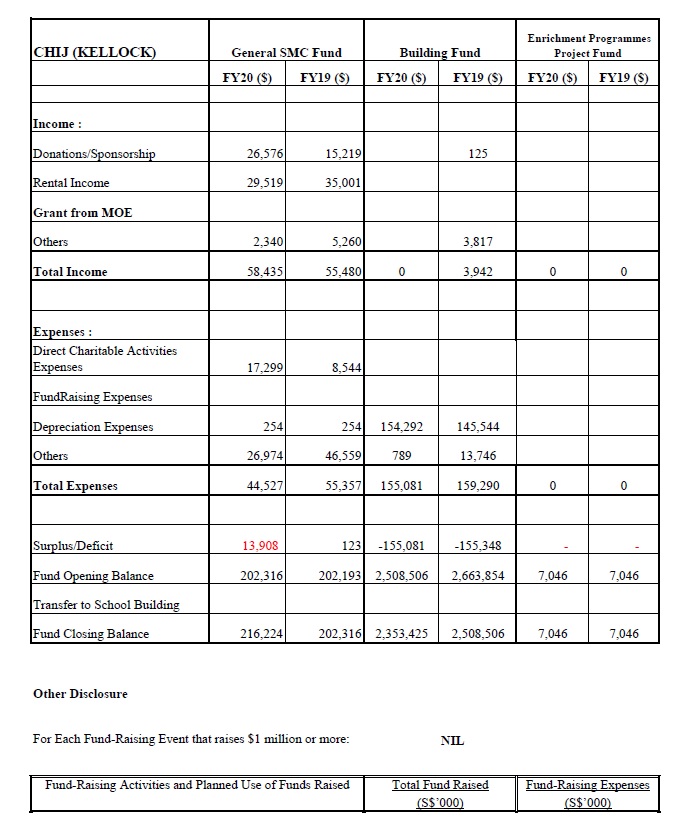 CHIJ (KELLOCK) General SMC Fund Building Fund Enrichment Programmes Project Fumd
FY20 ($) FY19 ($) FY20 ($) FY19 ($) FY20 ($) FY19 ($)
Income :
Donations/Sponsorship 26,576 15,219 125
Rental Income 29,519 35,001
Grant from MOE
Others 2,340 5,260 3,817
Total Income 58,435 55,480 0 3,942 0 0
Expenses :
Direct Charitable Activities
Expenses 17,299 8,544
FundRaising Expenses
Depreciation Expenses 254 254 154,292 145,544
Others 26,974 46,559 789 13,746
Total Expenses 44,527 55,357 155,081 159,290 0 0
Surplus/Deficit 13,908 123 -155,081 -155,348 - -
Fund Opening Balance 202,316 202,193 2,508,506 2,663,854 7,046 7,046
Transfer to School Building
Fund Closing Balance 216,224 202,316 2,353,425 2,508,506 7,046 7,046
Other Disclosure
For Each Fund-Raising Event that raises $1 million or more: NIL
Fund-Raising Activities and Planned Use of Funds Raised Total Fund Raised Fund-Raising Expenses
(S$'000) (S$'000)